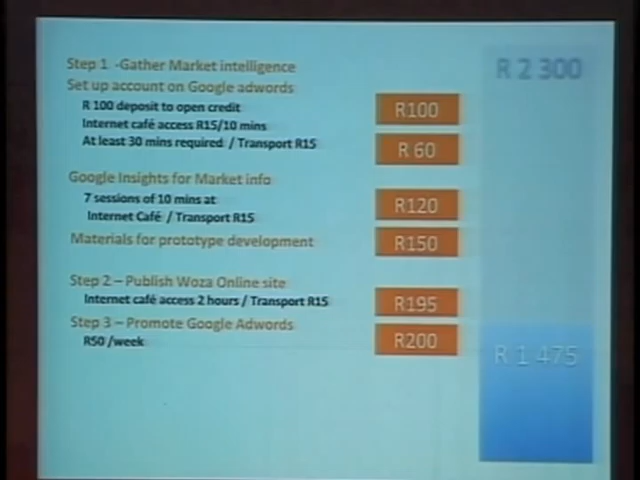 Step 1 -Gather Market intelligence
R 2 300
Set up account on Google adwords
R 100 deposit to open credit
R100
Internet café access R15/10 mins
At least 30 mins required / Transport R15
R 60
Google Insights for Market info
7 sessions of 10 mins at
R120
Internet Café / Transport R15
Materials for prototype development
R150
Step 2 – Publish Woza Online site
Internet café access 2 hours / Transport R15
R195
Step 3 – Promote Google Adwords
R50 /week
R200
R 1 475